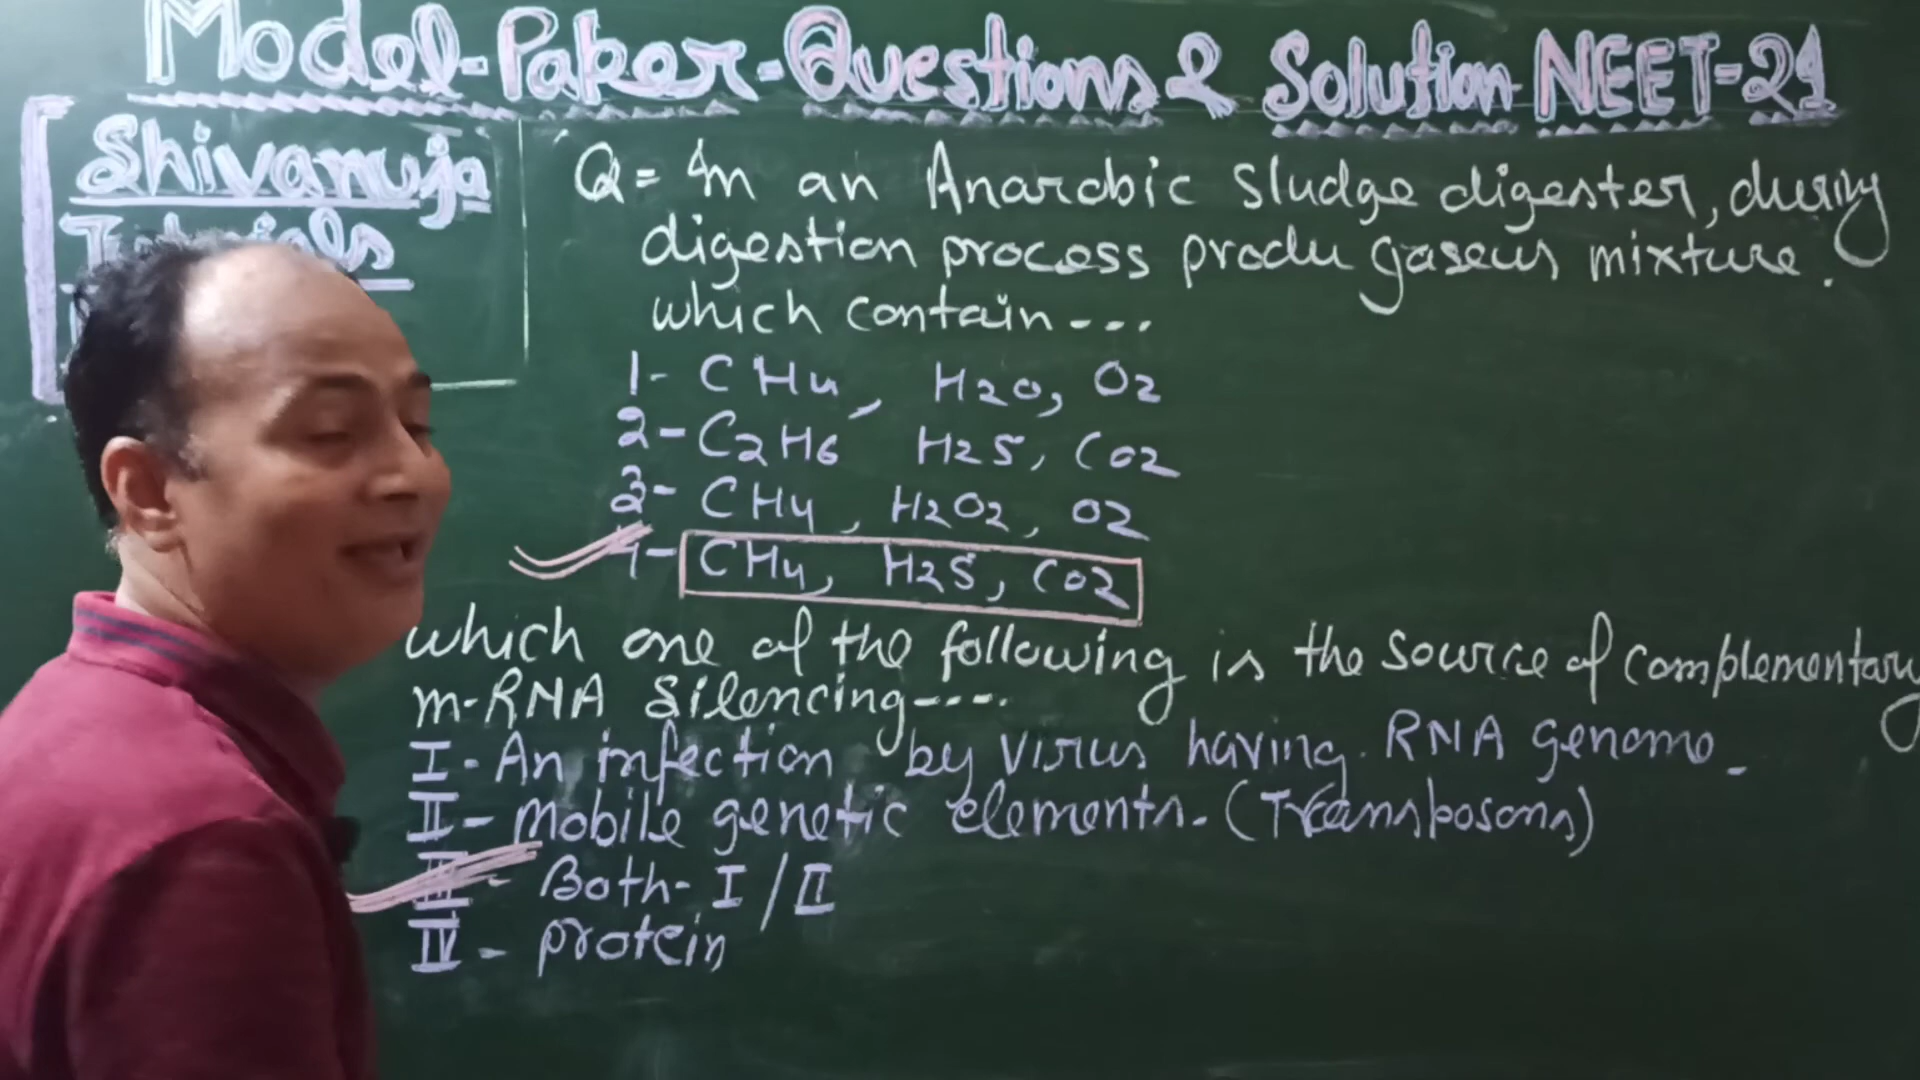 Model-Paker-Questions & Solution NEET-21
Shivanuja
Tutorials
Q= In an Anarobic sludge digester, during
digestion process produ gaseus mixture.
which contain---
1- CH4, H2O, O2
2- C2H6 H2S, CO2
3- CH4, H2O2, O2
4- CH4, H2S, CO2
which one of the following is the source of complementary
m-RNA silencing----
I- An infection by virus having. RNA genome.
II- Mobile genetic elements. (Transposons)
III- Both- I/II
IV- protein